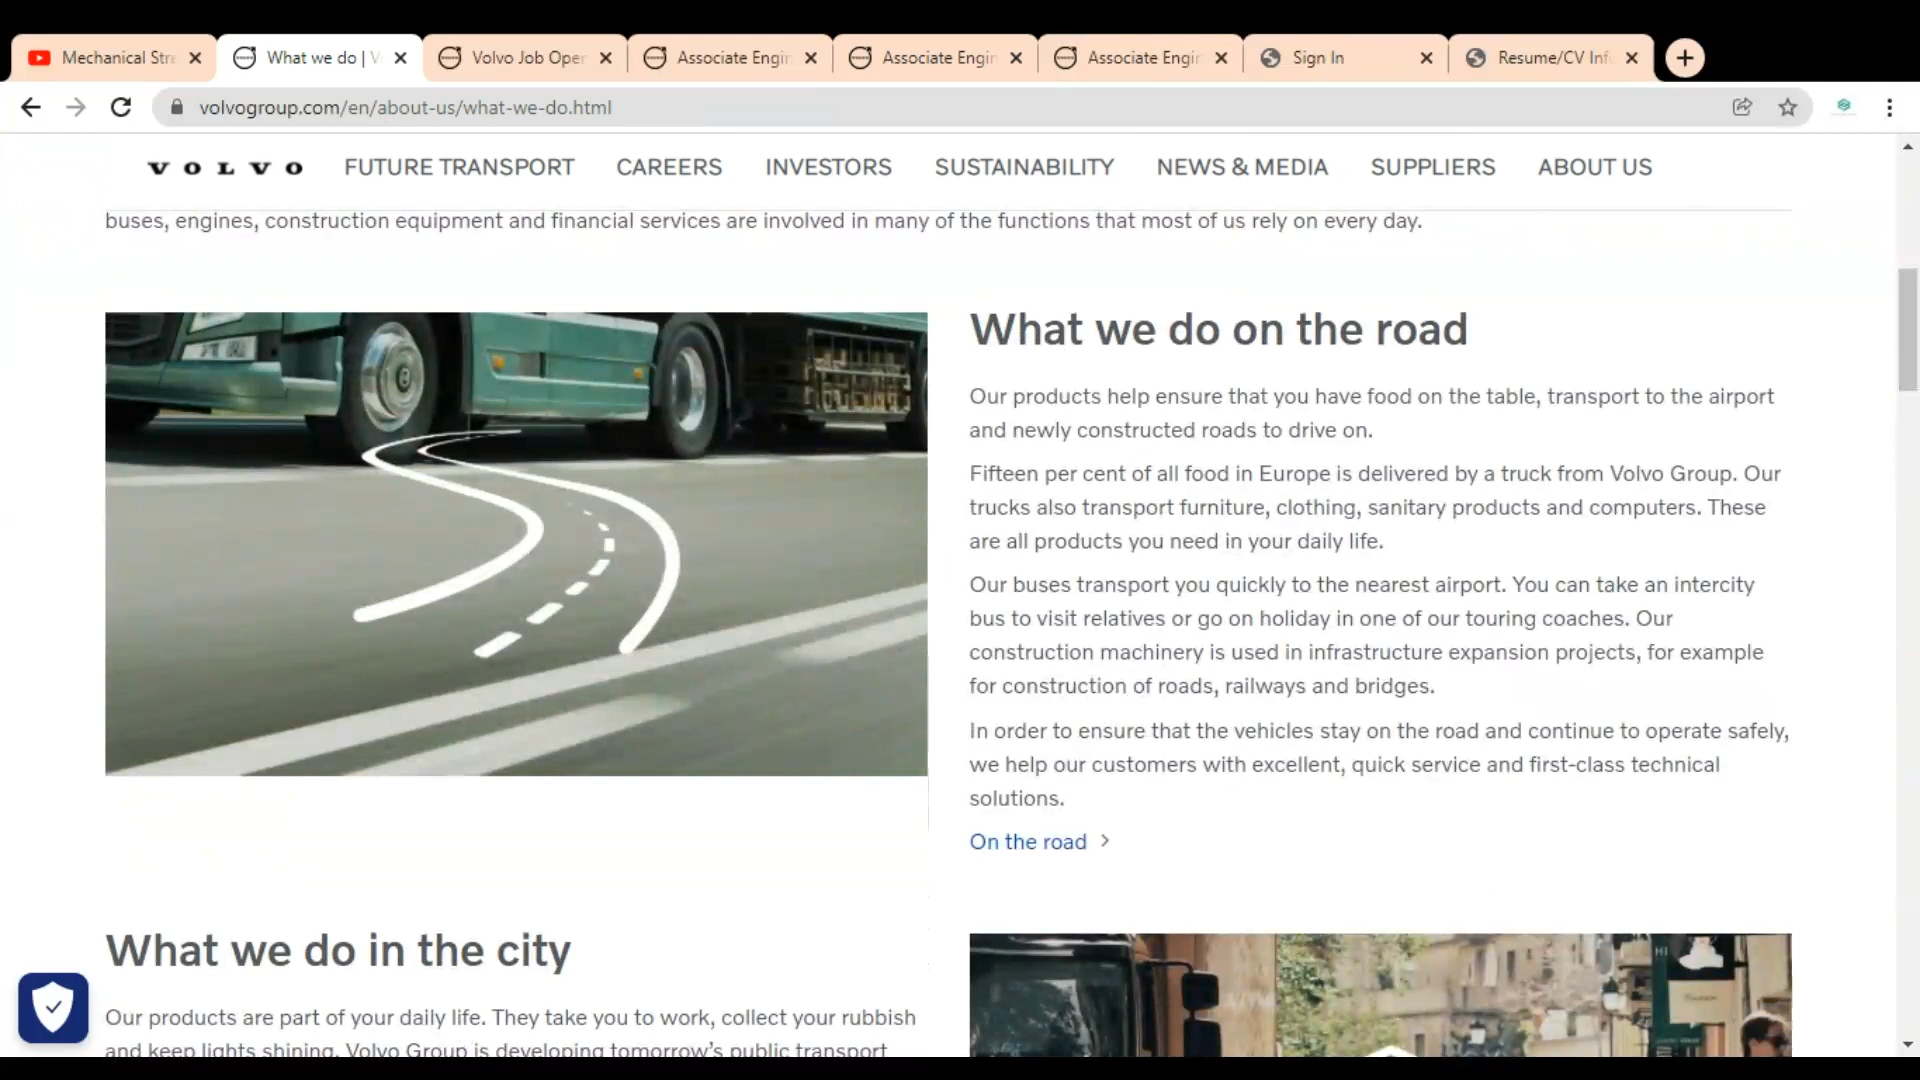 Mechanical Stre
What we do | V
Volvo Job Oper
Associate Engin
Associate Engin
Associate Engin
Sign In
Resume/CV Inf
volvogroup.com/en/about-us/what-we-do.html
VOLVO FUTURE TRANSPORT CAREERS INVESTORS SUSTAINABILITY NEWS & MEDIA SUPPLIERS ABOUT US
buses, engines, construction equipment and financial services are involved in many of the functions that most of us rely on every day.
What we do on the road
Our products help ensure that you have food on the table, transport to the airport
and newly constructed roads to drive on.
Fifteen per cent of all food in Europe is delivered by a truck from Volvo Group. Our
trucks also transport furniture, clothing, sanitary products and computers. These
are all products you need in your daily life.
Our buses transport you quickly to the nearest airport. You can take an intercity
bus to visit relatives or go on holiday in one of our touring coaches. Our
construction machinery is used in infrastructure expansion projects, for example
for construction of roads, railways and bridges.
In order to ensure that the vehicles stay on the road and continue to operate safely,
we help our customers with excellent, quick service and first-class technical
solutions.
On the road
What we do in the city
Our products are part of your daily life. They take you to work, collect your rubbish
and keep lights shining. Volvo Group is developing tomorrow's public transport
HI